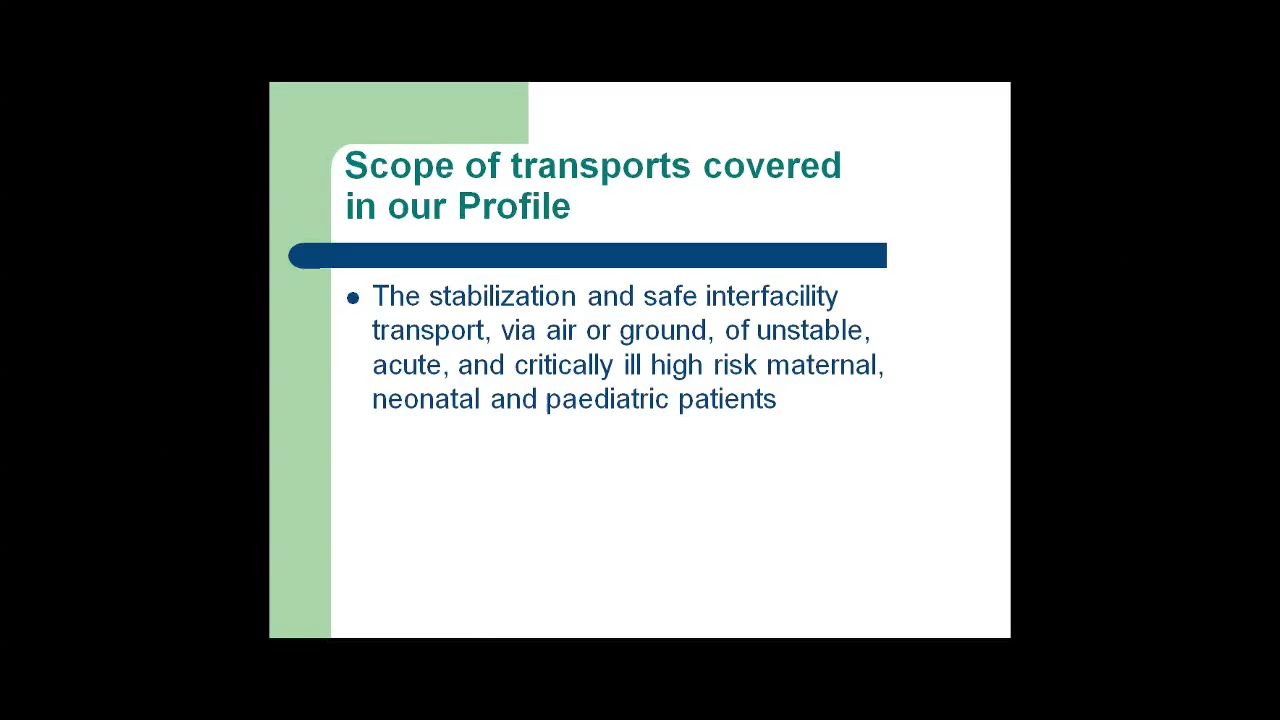 Scope of transports covered
in our Profile
• The stabilization and safe interfacility
transport, via air or ground, of unstable,
acute, and critically ill high risk maternal,
neonatal and paediatric patients